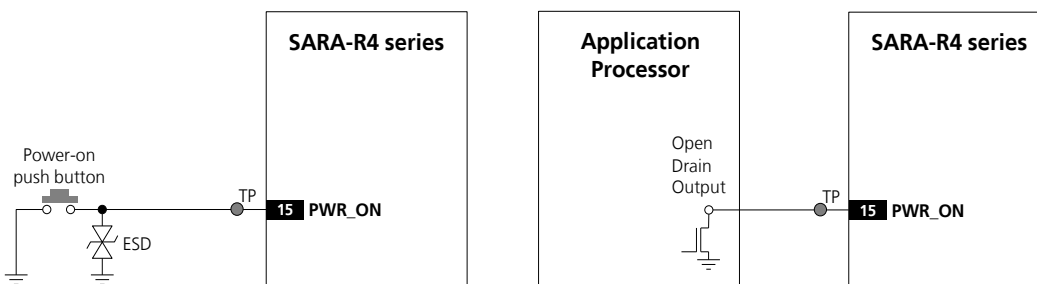 SARA-R4 series
Power-on
push button
TP
15 PWR_ON
ESD
Application
Processor
SARA-R4 series
Open
Drain
Output
TP
15 PWR_ON